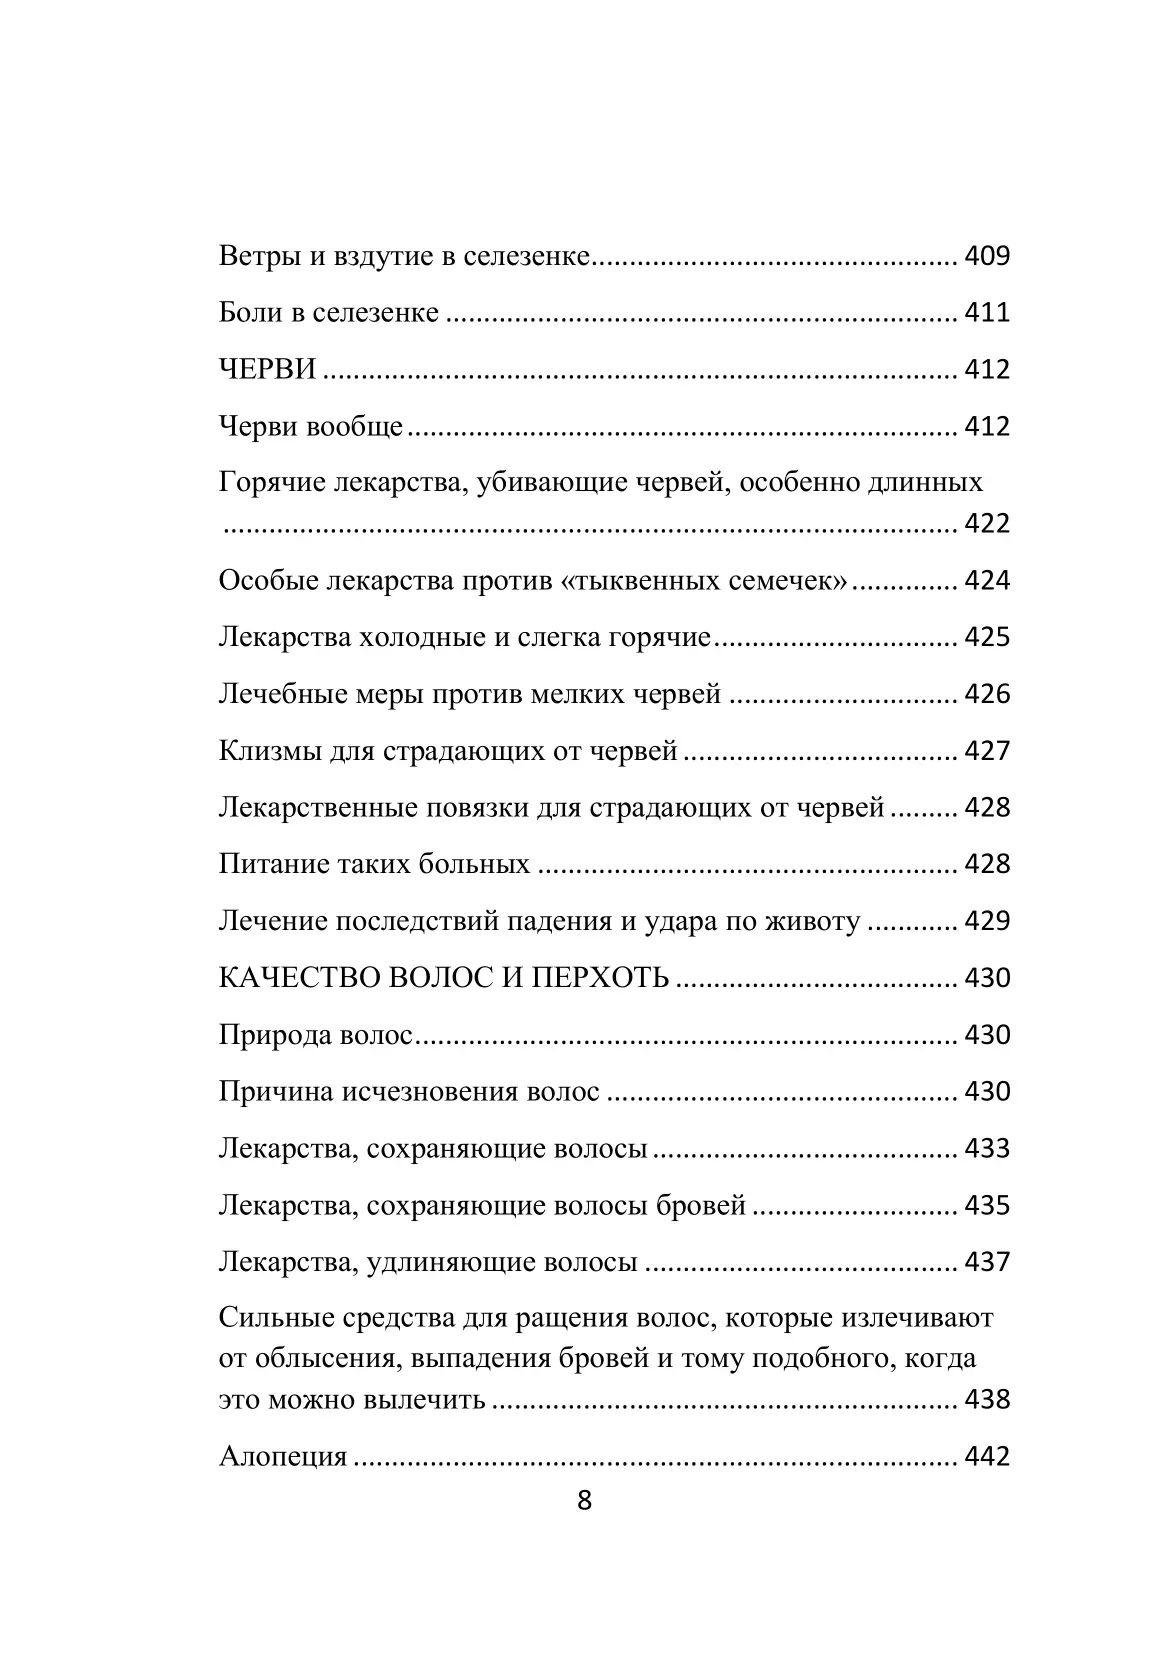 Ветры и вздутие в селезенке................................................ 409
Боли в селезенке ................................................................... 411
ЧЕРВИ ................................................................................... 412
Черви вообще........................................................................ 412
Горячие лекарства, убивающие червей, особенно длинных
................................................................................................ 422
Особые лекарства против «тыквенных семечек».............. 424
Лекарства холодные и слегка горячие................................ 425
Лечебные меры против мелких червей .............................. 426
Клизмы для страдающих от червей .................................... 427
Лекарственные повязки для страдающих от червей ......... 428
Питание таких больных ....................................................... 428
Лечение последствий падения и удара по животу ............ 429
КАЧЕСТВО ВОЛОС И ПЕРХОТЬ ..................................... 430
Природа волос....................................................................... 430
Причина исчезновения волос .............................................. 430
Лекарства, сохраняющие волосы........................................ 433
Лекарства, сохраняющие волосы бровей ........................... 435
Лекарства, удлиняющие волосы ......................................... 437
Сильные средства для ращения волос, которые излечивают
от облысения, выпадения бровей и тому подобного, когда
это можно вылечить ............................................................. 438
Алопеция ............................................................................... 442
8